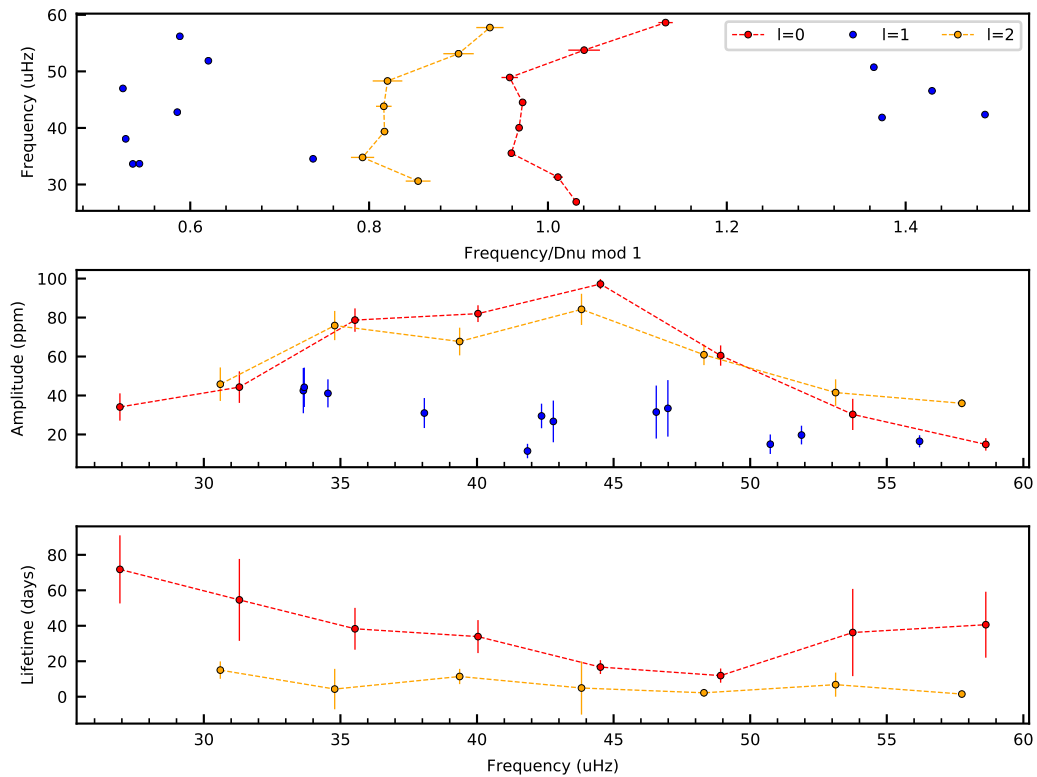 60
50
40
30
Frequency (uHz)
l=0 l=1 l=2
0.6 0.8 1.0 1.2 1.4
Frequency/Dnu mod 1
100
80
60
40
20
Amplitude (ppm)
30 35 40 45 50 55 60
80
60
40
20
0
Lifetime (days)
30 35 40 45 50 55 60
Frequency (uHz)